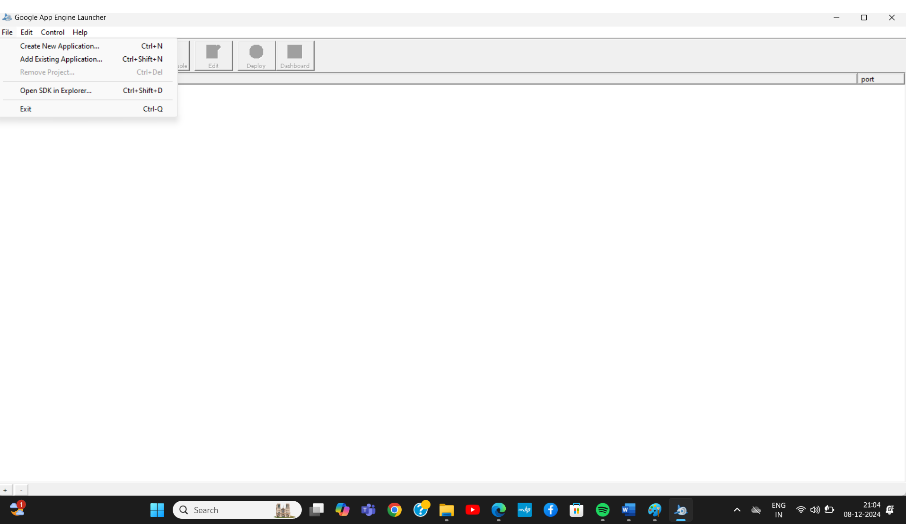 Google App Engine Launcher
File Edit Control Help
Create New Application... Ctrl+N
Add Existing Application... Ctrl+Shift+N
Remove Project... Ctrl+Del
Open SDK in Explorer... Ctrl+Shift+D
Exit Ctrl-Q
Edit Deploy Dashboard
port
+ -
1
Search
ENG
IN
21:04
08-12-2024